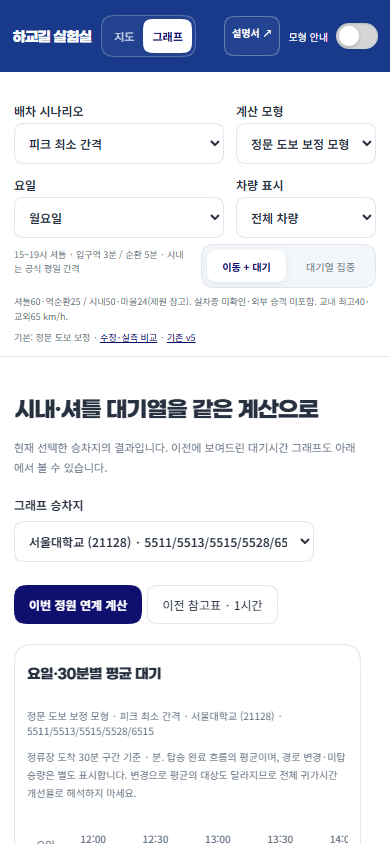 하교길 실험실
지도 그래프
설명서 ↗
모형 안내
배차 시나리오
계산 모형
피크 최소 간격
정문 도보 보정 모형
요일
차량 표시
월요일
전체 차량
15–19시 셔틀 · 입구역 3분 / 순환 5분 · 시내
는 공식 평일 간격
이동 + 대기
대기열 집중
셔틀60·역순환25 / 시내50·마을24(제원 참고). 실차종 미확인·외부 승객 미포함. 교내 최고40·
교외65 km/h.
기본: 정문 도보 보정 · 수정·실측 비교 · 기존 v5
시내·셔틀 대기열을 같은 계산으로
현재 선택한 승차지의 결과입니다. 이전에 보여드린 대기시간 그래프도 아래
에서 볼 수 있습니다.
그래프 승차지
서울대학교 (21128) · 5511/5513/5515/5528/65
이번 정원 연계 계산
이전 참고표 · 1시간
요일·30분별 평균 대기
정문 도보 보정 모형 · 피크 최소 간격 · 서울대학교 (21128) ·
5511/5513/5515/5528/6515
정류장 도착 30분 구간 기준 · 분. 탑승 완료 흐름의 평균이며, 경로 변경·미탑
승량은 별도 표시합니다. 변경으로 평균의 대상도 달라지므로 전체 귀가시간
개선율로 해석하지 마세요.
12:00 12:30 13:00 13:30